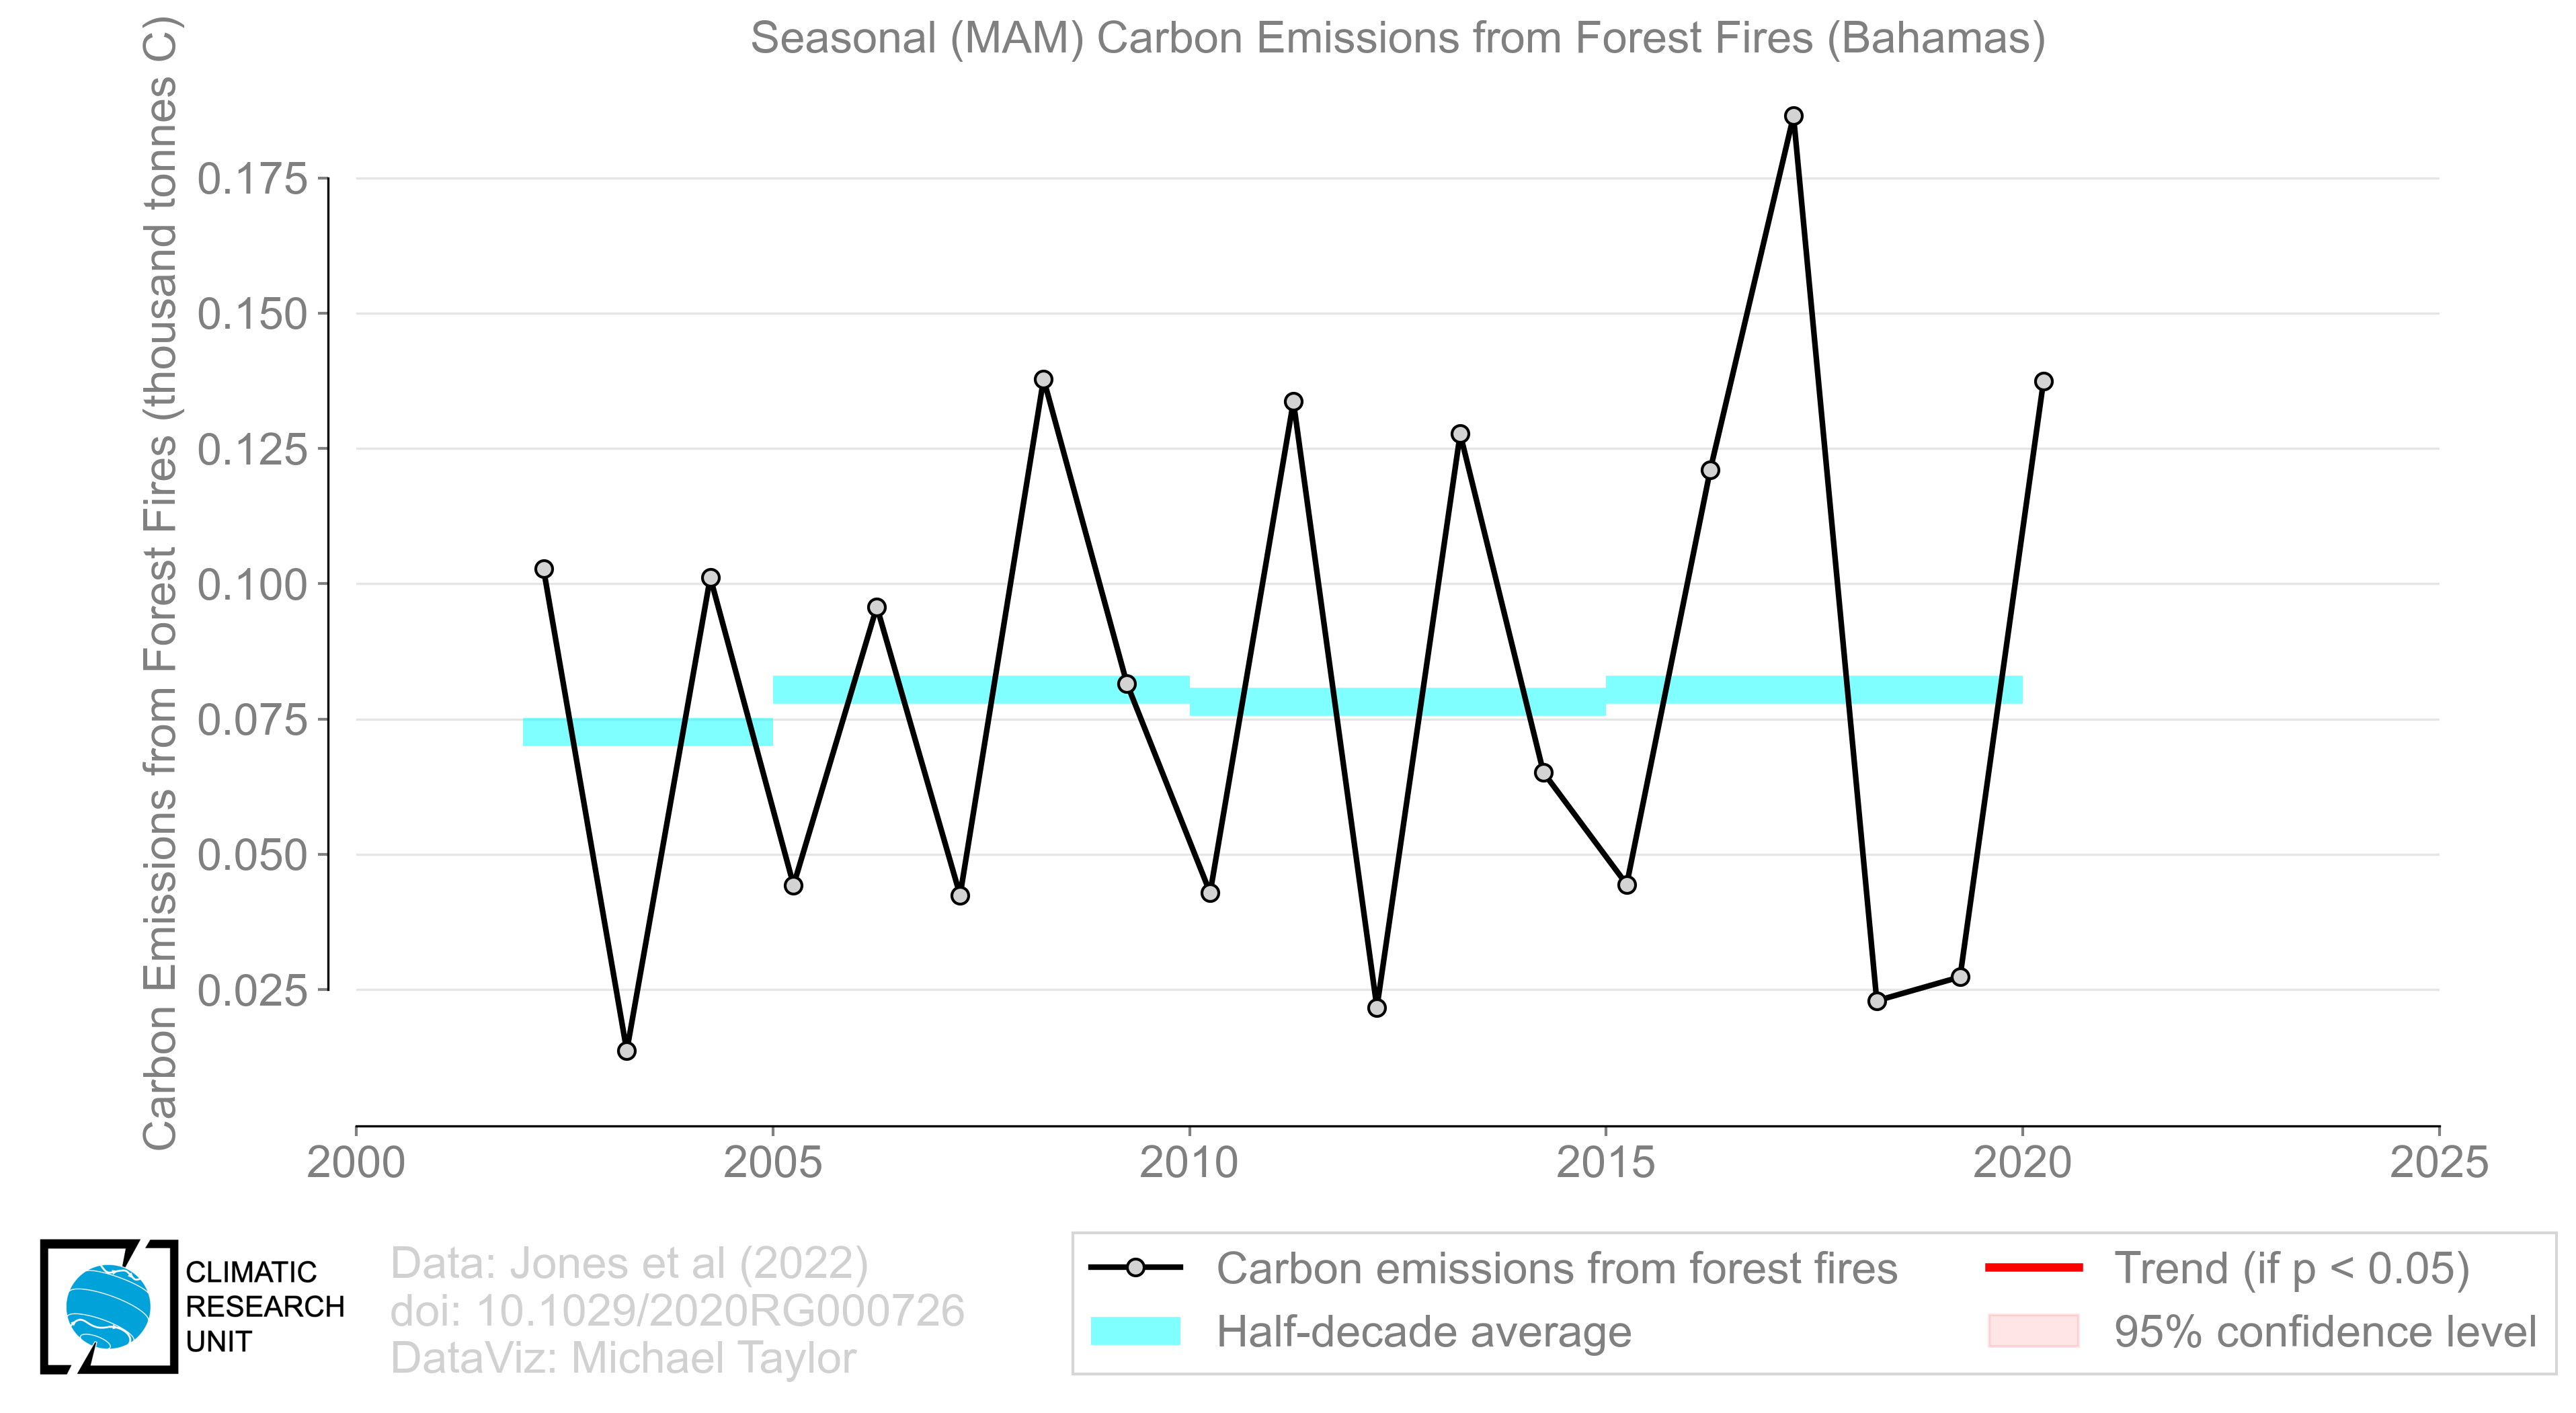 Seasonal (MAM) Carbon Emissions from Forest Fires (Bahamas)
Carbon Emissions from Forest Fires (thousand tonnes C)
0.175
0.150
0.125
0.100
0.075
0.050
0.025
2000 2005 2010 2015 2020 2025
CLIMATIC
RESEARCH
UNIT
Data: Jones et al (2022)
doi: 10.1029/2020RG000726
DataViz: Michael Taylor
Carbon emissions from forest fires
Half-decade average
Trend (if p < 0.05)
95% confidence level